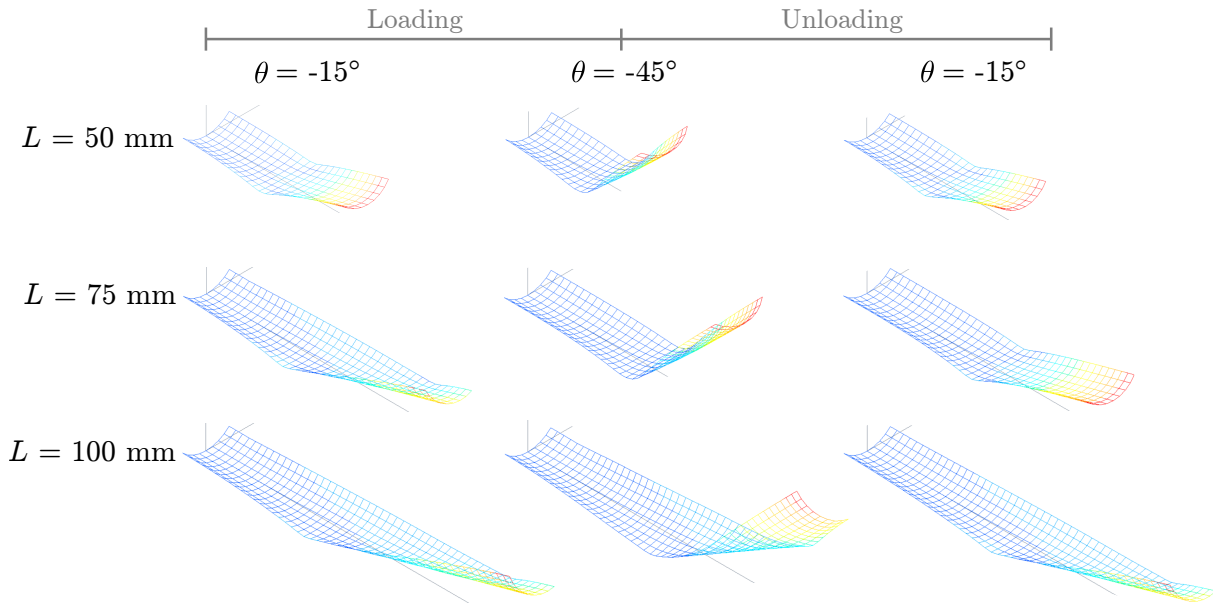 Loading Unloading
θ = -15° θ = -45° θ = -15°
L = 50 mm
L = 75 mm
L = 100 mm